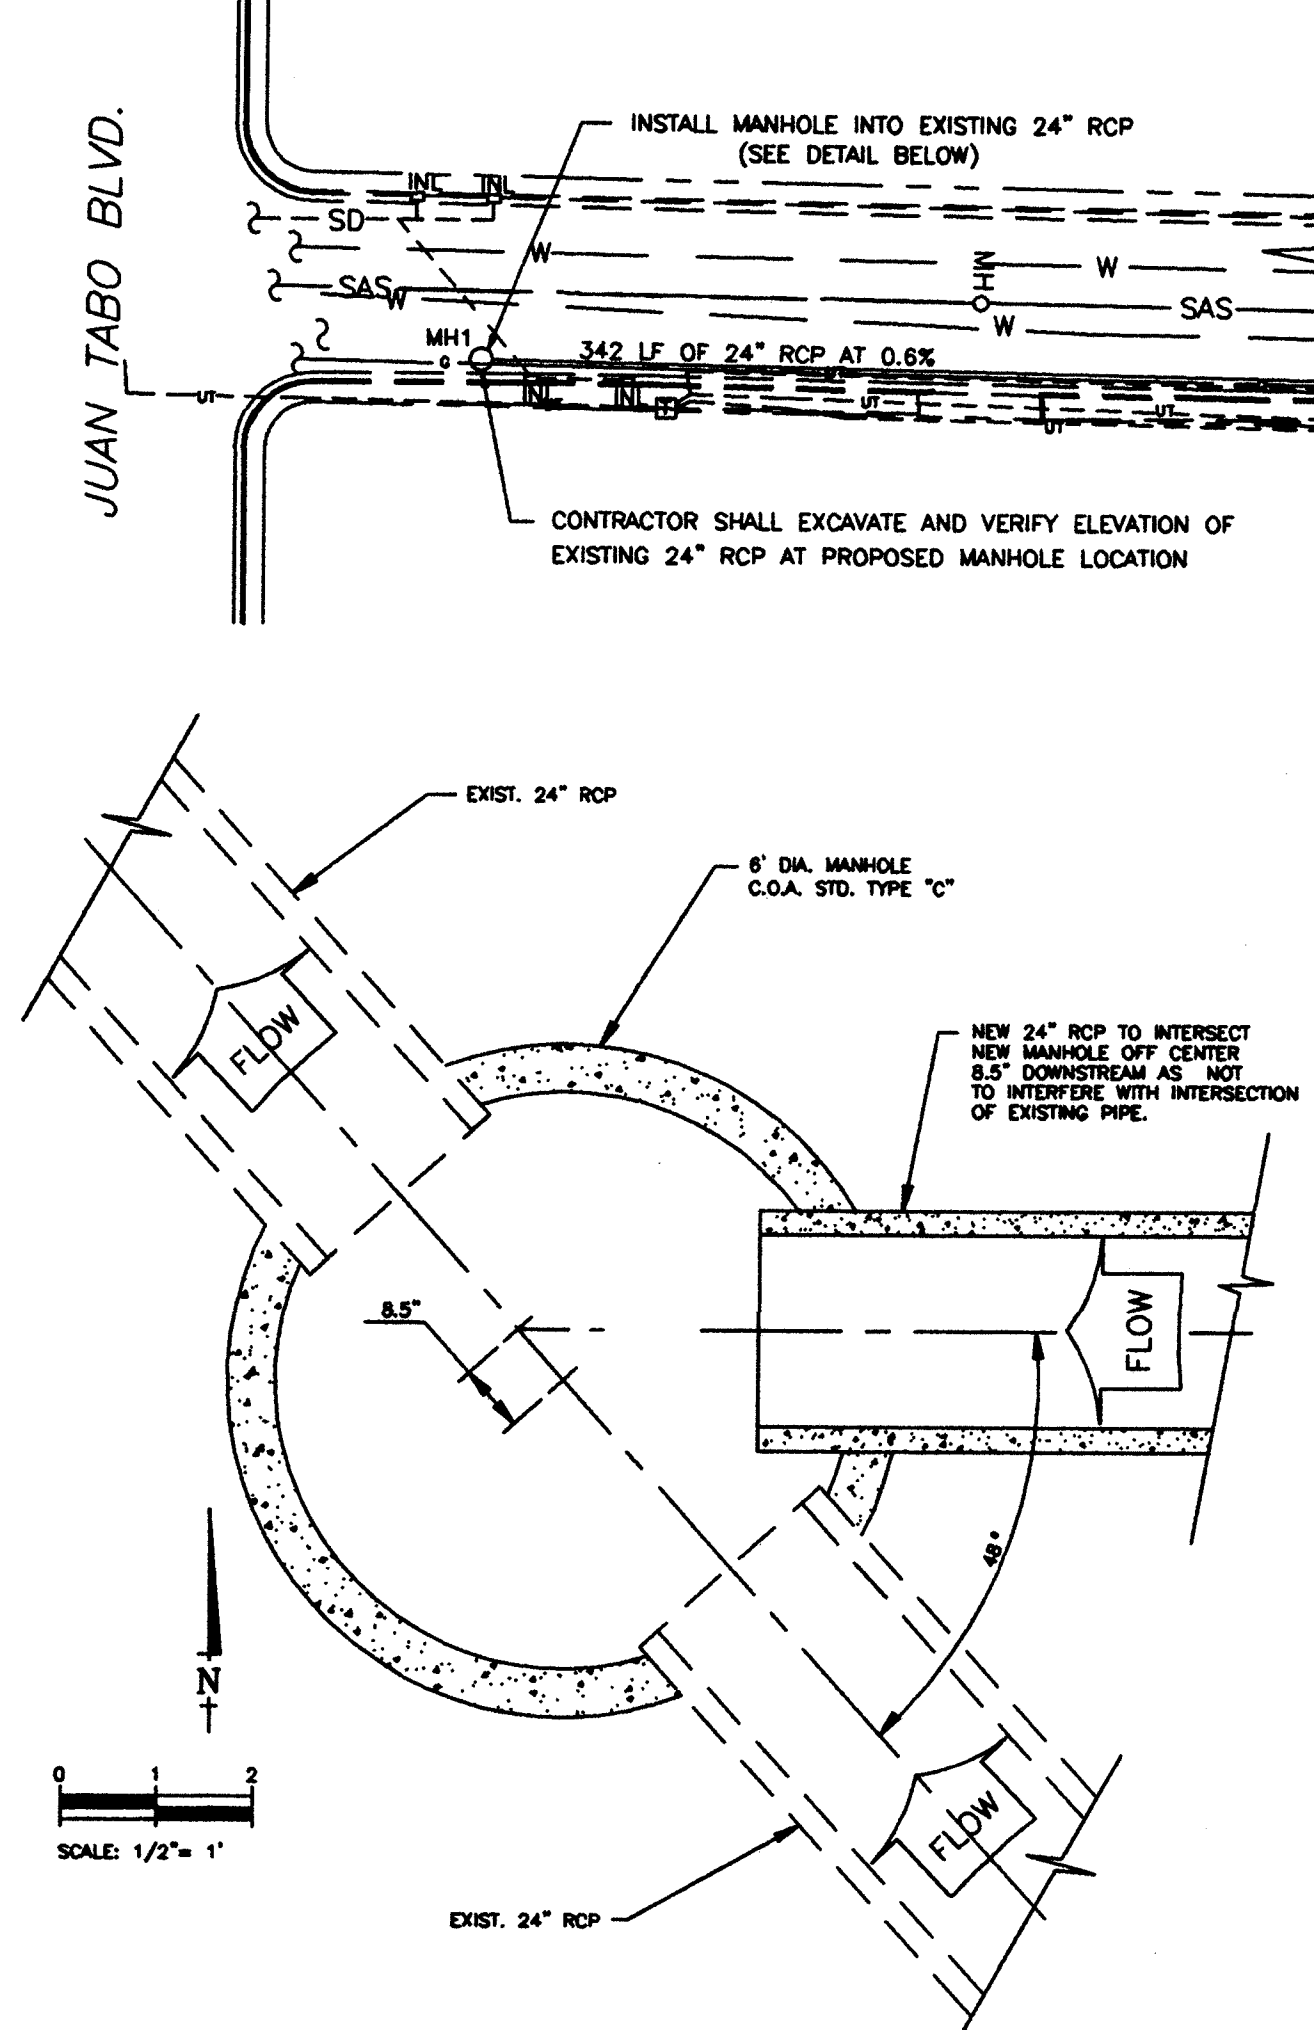 JUAN TABO BLVD.
INSTALL MANHOLE INTO EXISTING 24" RCP
(SEE DETAIL BELOW)
INL INL
SD
W
MH
W
SAS
W
SAS
W
MH1
G
342 LF OF 24" RCP AT 0.6%
UT
INL INL
UT
UT
UT
CONTRACTOR SHALL EXCAVATE AND VERIFY ELEVATION OF
EXISTING 24" RCP AT PROPOSED MANHOLE LOCATION
EXIST. 24" RCP
6' DIA. MANHOLE
C.O.A. STD. TYPE "C"
FLOW
NEW 24" RCP TO INTERSECT
NEW MANHOLE OFF CENTER
8.5" DOWNSTREAM AS NOT
TO INTERFERE WITH INTERSECTION
OF EXISTING PIPE.
8.5"
FLOW
48°
N
0 1 2
SCALE: 1/2"= 1'
FLOW
EXIST. 24" RCP